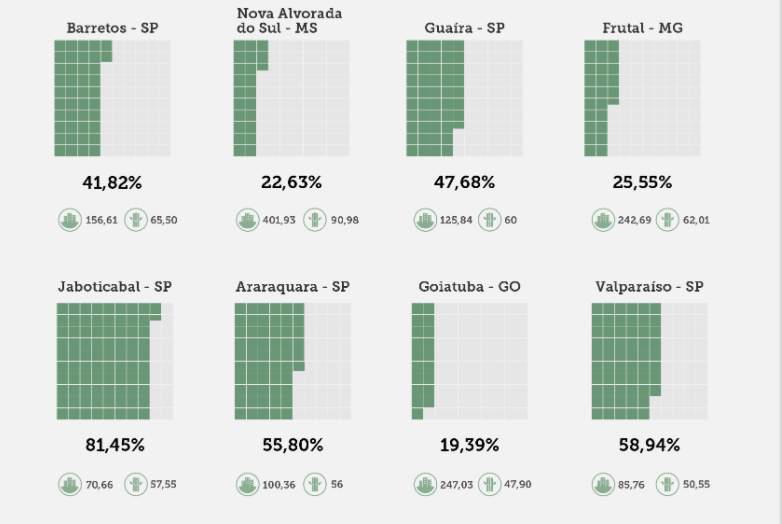 Barretos - SP
Nova Alvorada
do Sul - MS
Guaíra - SP
Frutal - MG
41,82%
22,63%
47,68%
25,55%
156,61 65,50
401,93 90,98
125,84 60
242,69 62,01
Jaboticabal - SP
Araraquara - SP
Goiatuba - GO
Valparaíso - SP
81,45%
55,80%
19,39%
58,94%
70,66 57,55
100,36 56
247,03 47,90
85,76 50,55